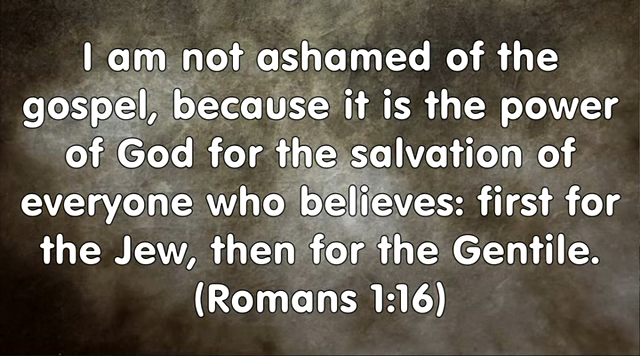 I am not ashamed of the
gospel, because it is the power
of God for the salvation of
everyone who believes: first for
the Jew, then for the Gentile.
(Romans 1:16)